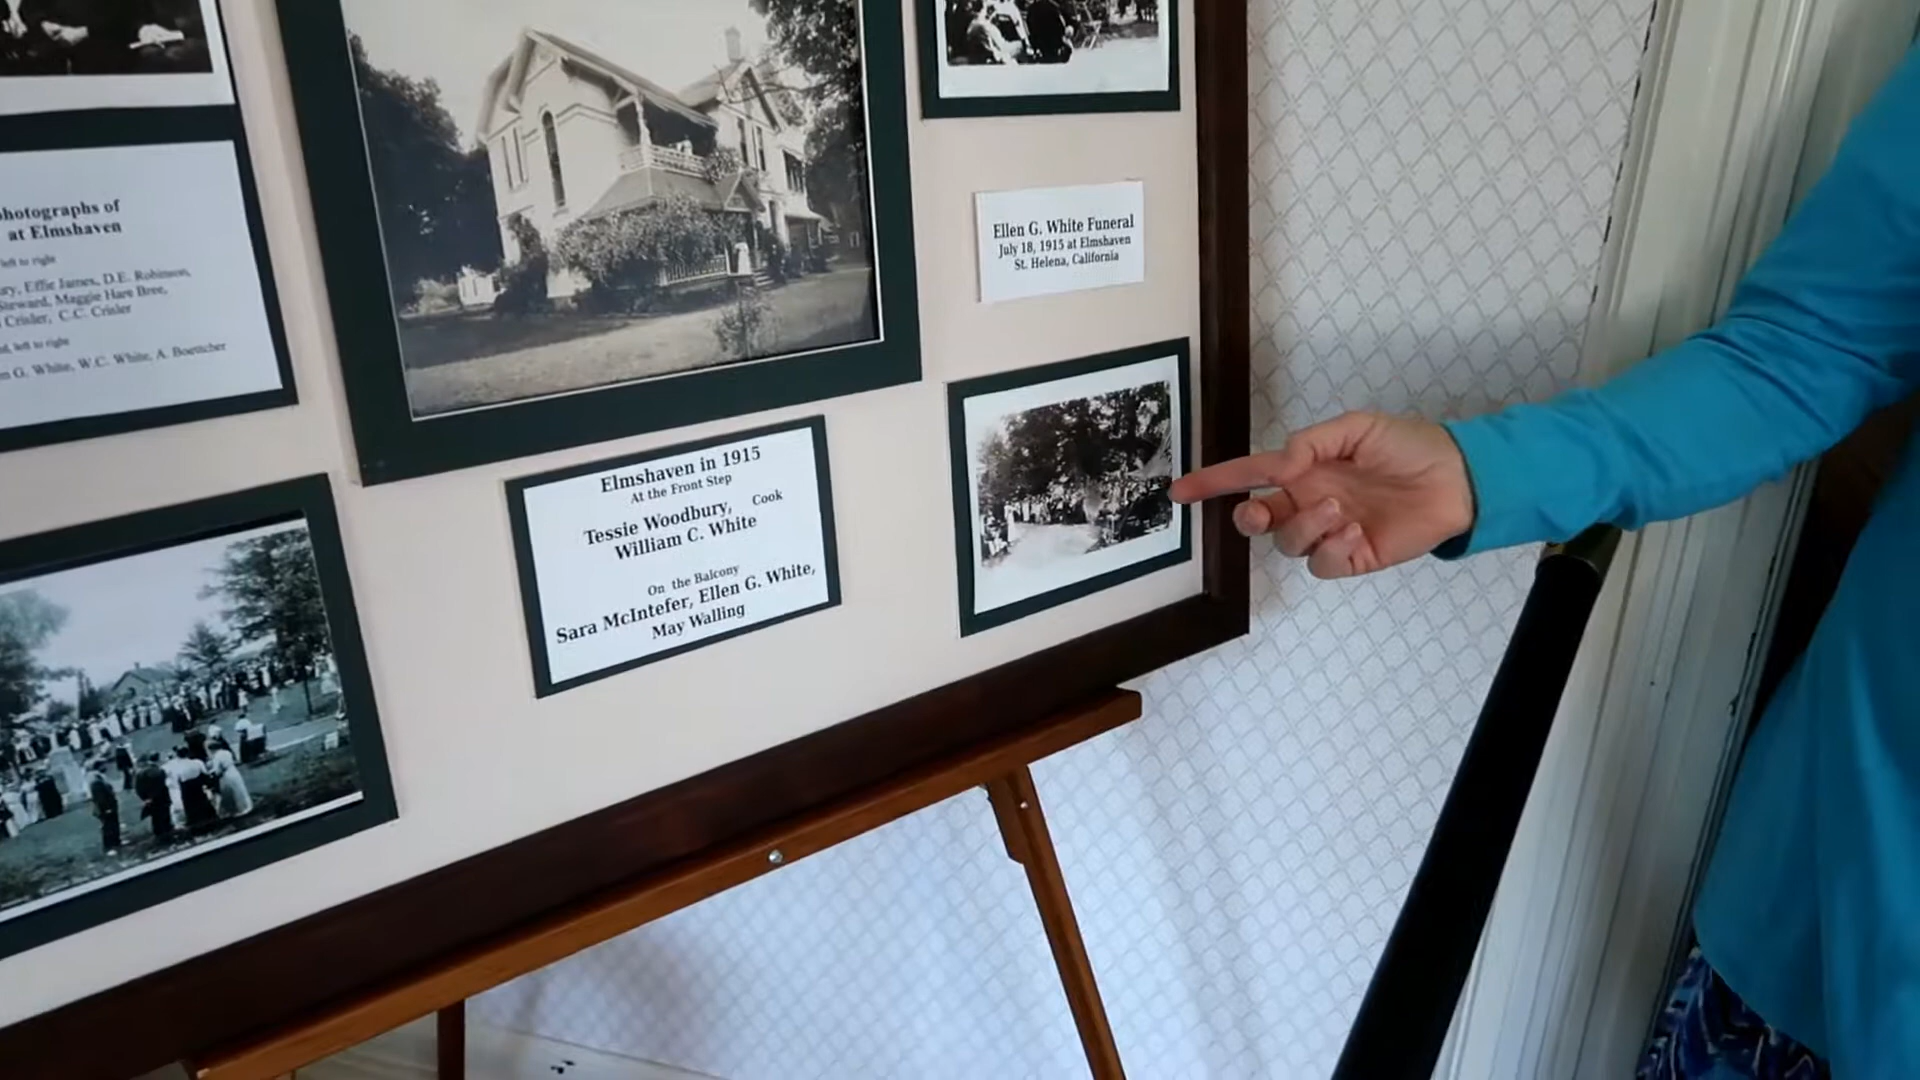 photographs of
at Elmshaven
left to right
Effie James, D.E. Robinson,
Steward, Maggie Hare Bree,
Crisler, C.C. Crisler
left to right
G. White, W.C. White, A. Boettcher
Elmshaven in 1915
At the Front Step
Tessie Woodbury, Cook
William C. White
On the Balcony
Sara McIntefer, Ellen G. White,
May Walling
Ellen G. White Funeral
July 18, 1915 at Elmshaven
St. Helena, California